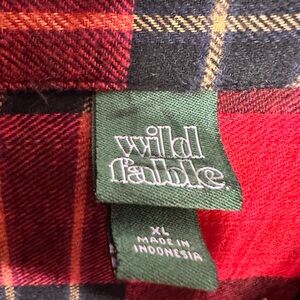 wild
fable.
XL
MADE IN
INDONESIA